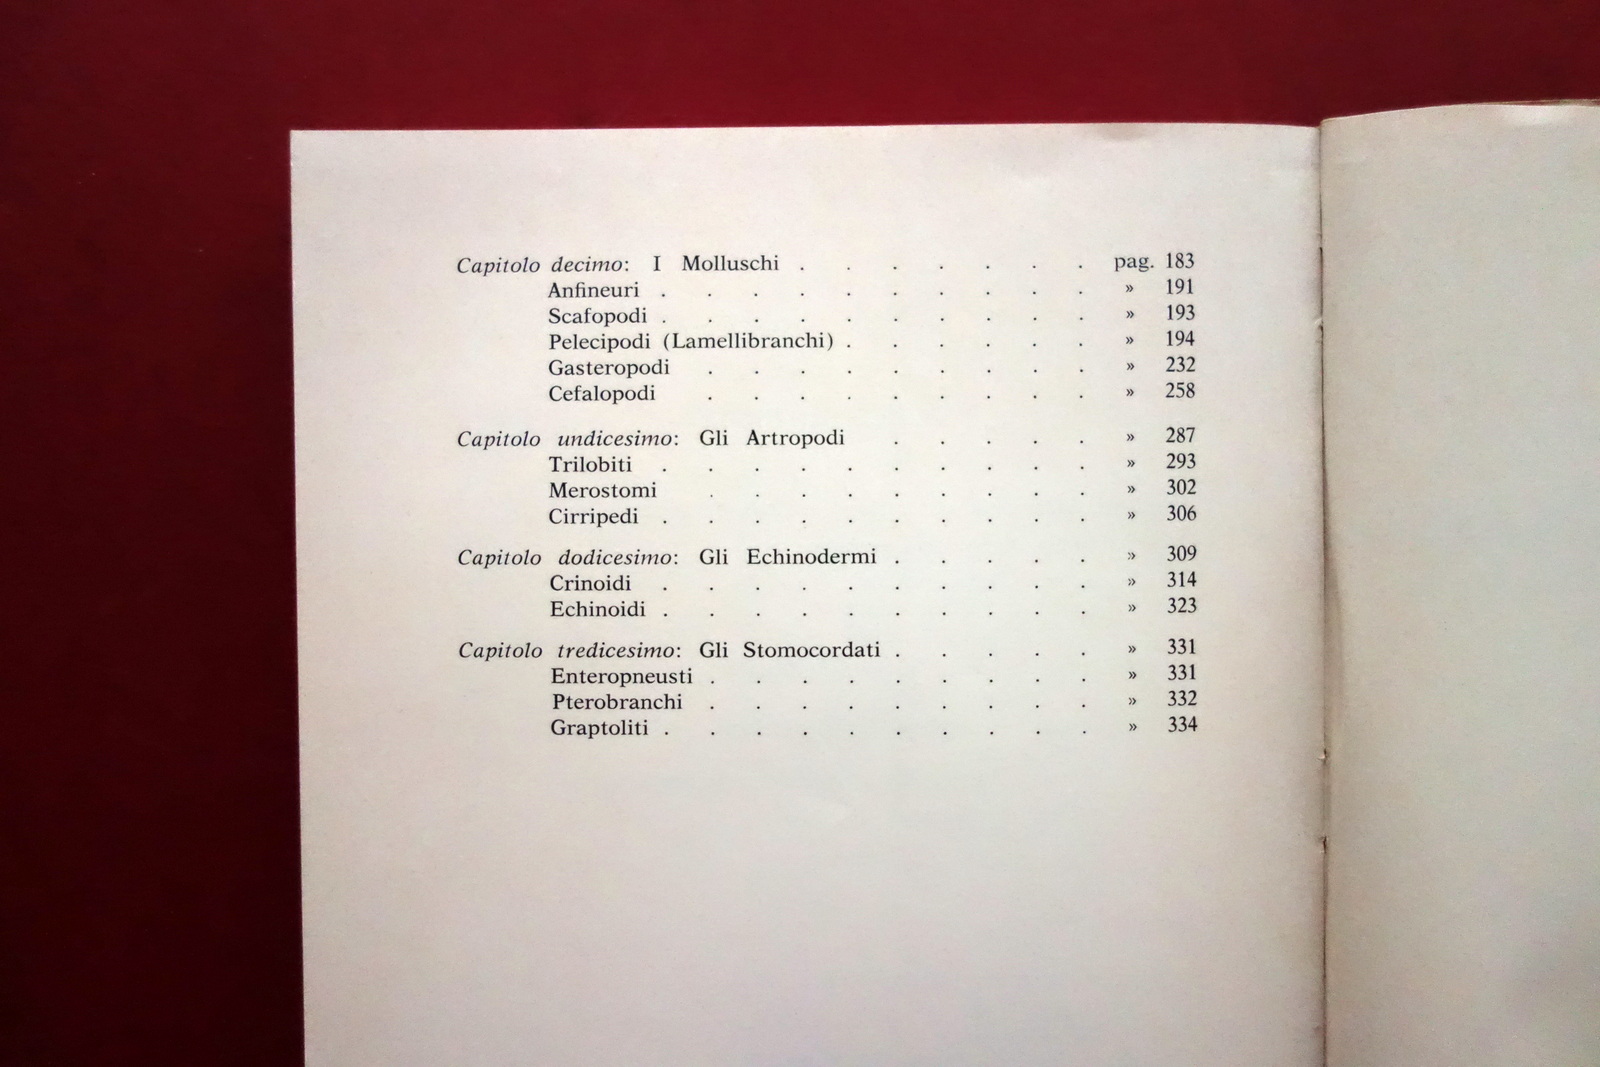 Capitolo decimo: I Molluschi . . . . . . . pag. 183
Anfineuri . . . . . . . . . . » 191
Scafopodi . . . . . . . . . . » 193
Pelecipodi (Lamellibranchi) . . . . . . » 194
Gasteropodi . . . . . . . . . » 232
Cefalopodi . . . . . . . . . » 258
Capitolo undicesimo: Gli Artropodi . . . . . » 287
Trilobiti . . . . . . . . . . » 293
Merostomi . . . . . . . . . » 302
Cirripedi . . . . . . . . . . » 306
Capitolo dodicesimo: Gli Echinodermi . . . . . » 309
Crinoidi . . . . . . . . . . » 314
Echinoidi . . . . . . . . . . » 323
Capitolo tredicesimo: Gli Stomocordati . . . . . » 331
Enteropneusti . . . . . . . . . » 331
Pterobranchi . . . . . . . . . » 332
Graptoliti . . . . . . . . . . » 334